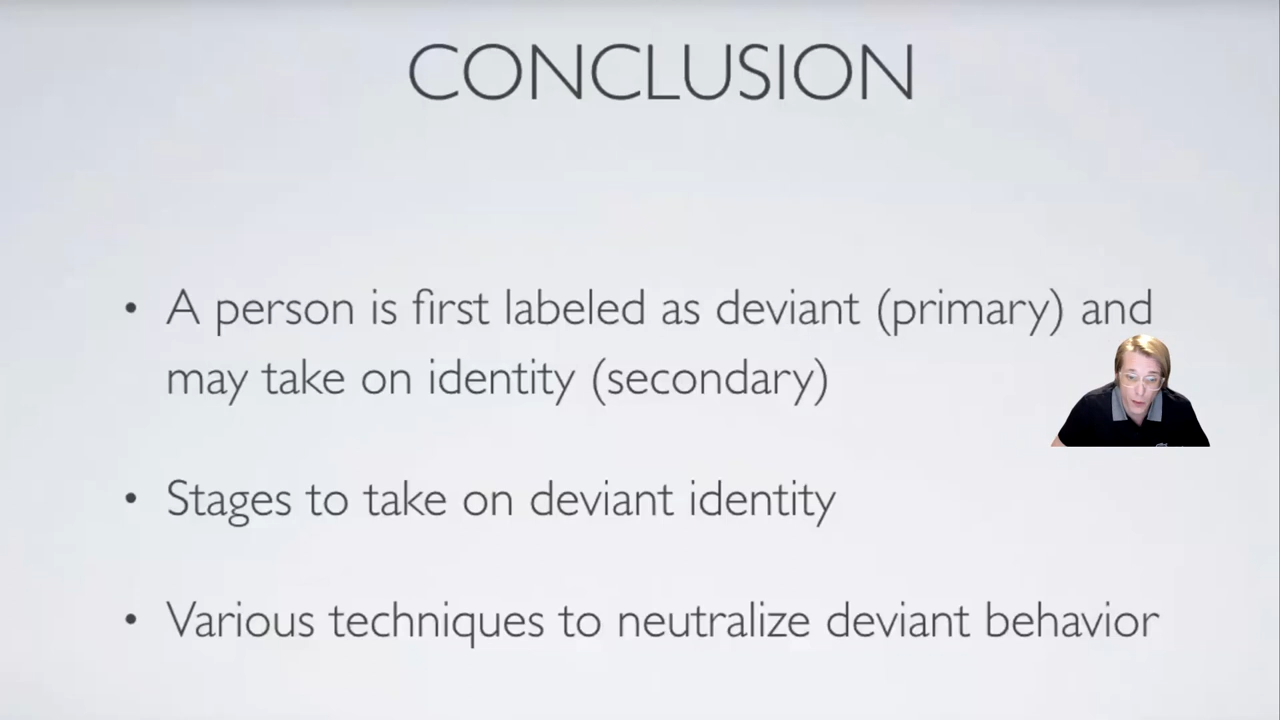 CONCLUSION
• A person is first labeled as deviant (primary) and
may take on identity (secondary)
• Stages to take on deviant identity
• Various techniques to neutralize deviant behavior